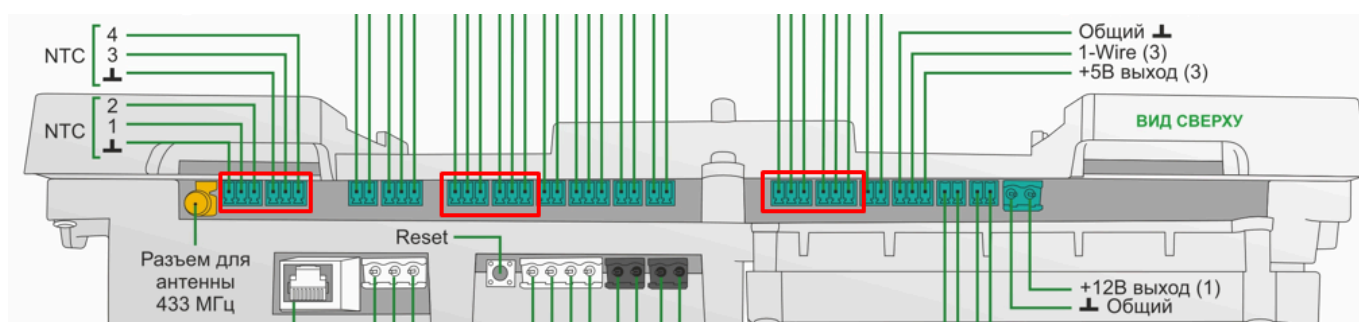 NTC
4
3
NTC
2
1
Общий
1-Wire (3)
+5В выход (3)
ВИД СВЕРХУ
Reset
Разъем для
антенны
433 МГц
+12В выход (1)
Общий